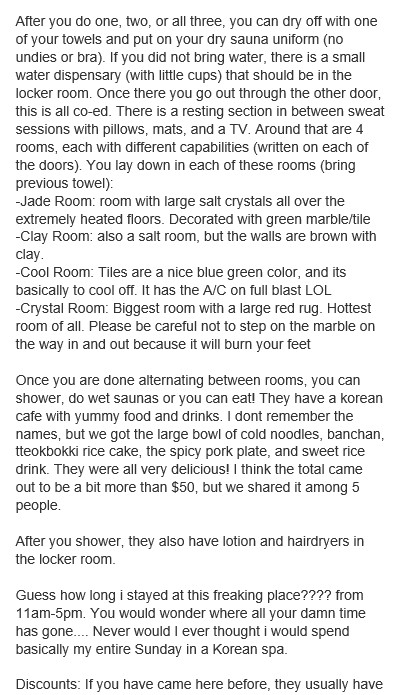 After you do one, two, or all three, you can dry off with one
of your towels and put on your dry sauna uniform (no
undies or bra). If you did not bring water, there is a small
water dispensary (with little cups) that should be in the
locker room. Once there you go out through the other door,
this is all co-ed. There is a resting section in between sweat
sessions with pillows, mats, and a TV. Around that are 4
rooms, each with different capabilities (written on each of
the doors). You lay down in each of these rooms (bring
previous towel):
-Jade Room: room with large salt crystals all over the
extremely heated floors. Decorated with green marble/tile
-Clay Room: also a salt room, but the walls are brown with
clay.
-Cool Room: Tiles are a nice blue green color, and its
basically to cool off. It has the A/C on full blast LOL
-Crystal Room: Biggest room with a large red rug. Hottest
room of all. Please be careful not to step on the marble on
the way in and out because it will burn your feet
Once you are done alternating between rooms, you can
shower, do wet saunas or you can eat! They have a korean
cafe with yummy food and drinks. I dont remember the
names, but we got the large bowl of cold noodles, banchan,
tteokbokki rice cake, the spicy pork plate, and sweet rice
drink. They were all very delicious! I think the total came
out to be a bit more than $50, but we shared it among 5
people.
After you shower, they also have lotion and hairdryers in
the locker room.
Guess how long i stayed at this freaking place???? from
11am-5pm. You would wonder where all your damn time
has gone.... Never would I ever thought i would spend
basically my entire Sunday in a Korean spa.
Discounts: If you have came here before, they usually have